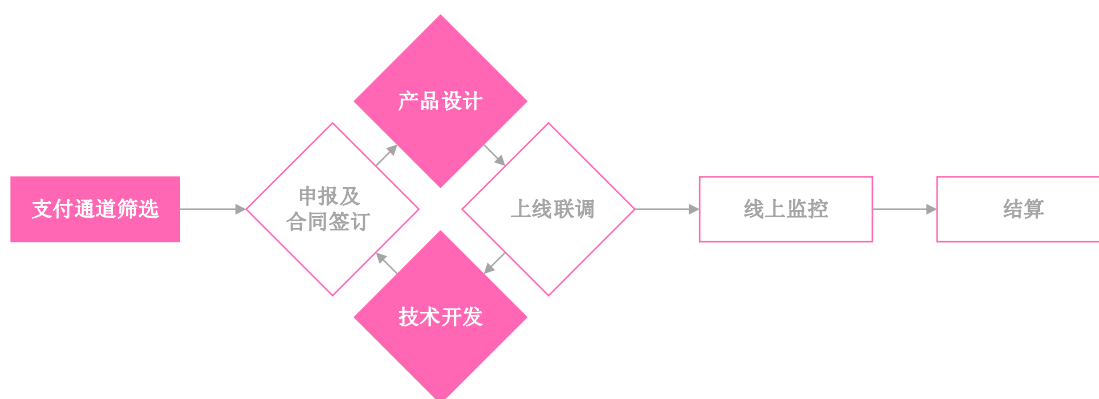 支付通道筛选
申报及
合同签订
产品设计
上线联调
技术开发
线上监控
结算